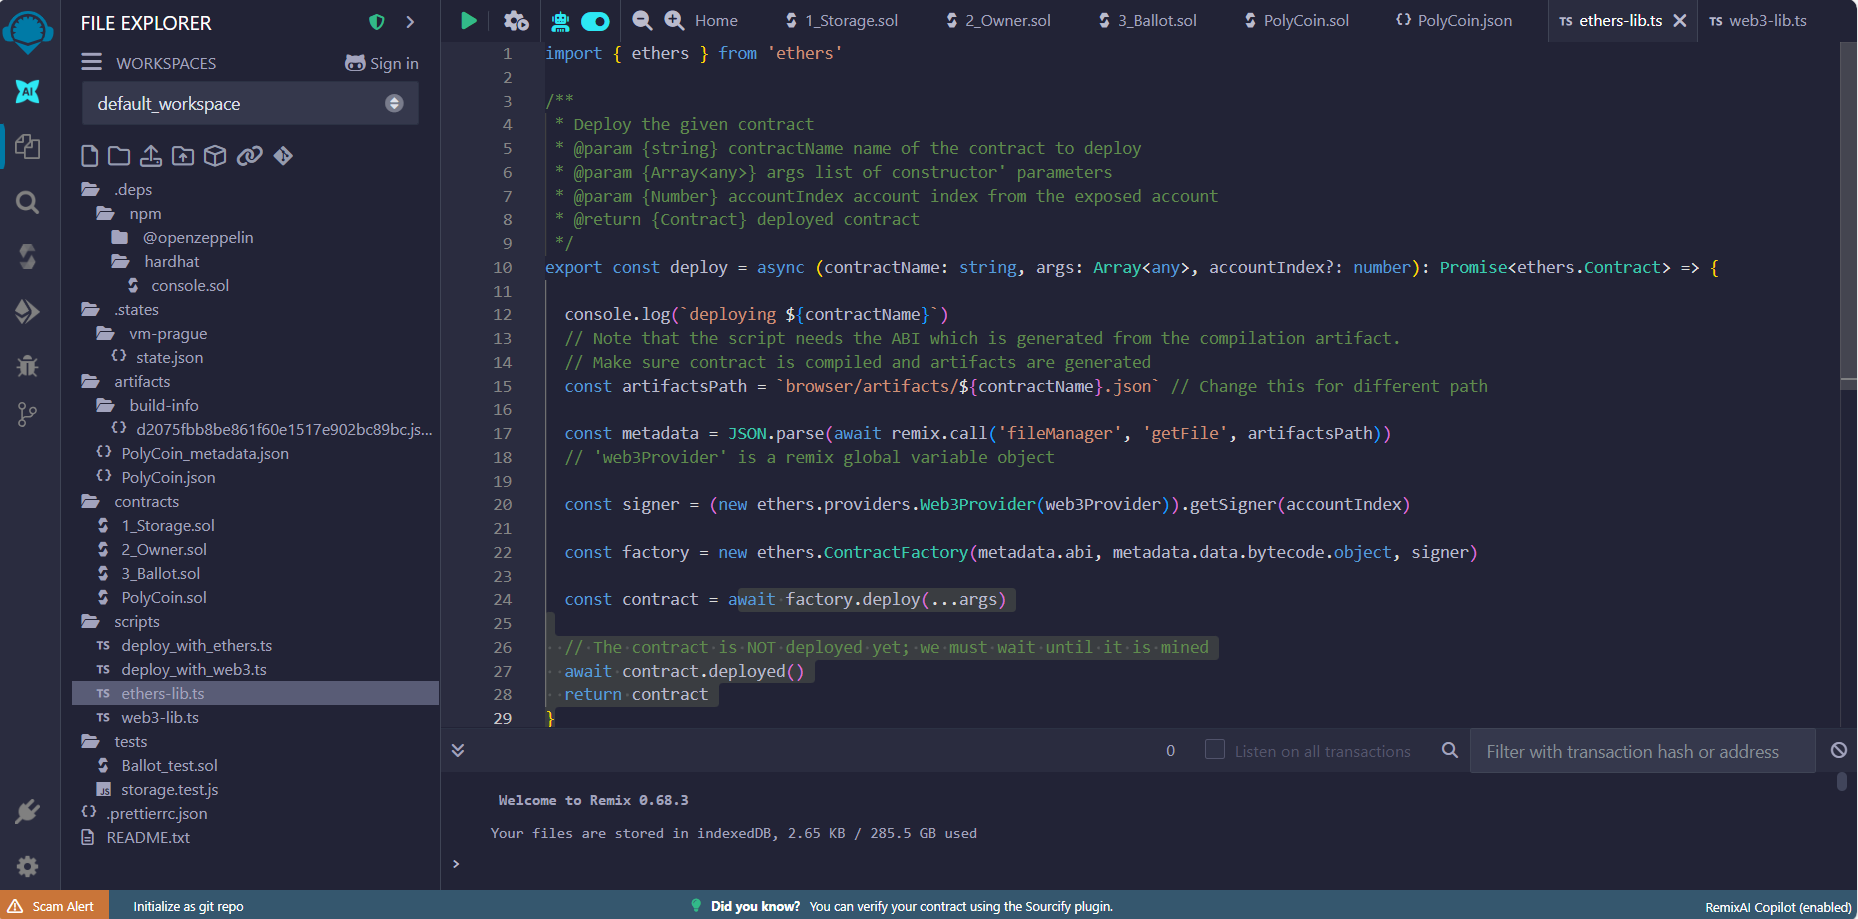 FILE EXPLORER
WORKSPACES
Sign in
default_workspace
.deps
npm
@openzeppelin
hardhat
console.sol
.states
vm-prague
state.json
artifacts
build-info
d2075fbb8be861f60e1517e902bc89bc.js...
PolyCoin_metadata.json
PolyCoin.json
contracts
1_Storage.sol
2_Owner.sol
3_Ballot.sol
PolyCoin.sol
scripts
TS deploy_with_ethers.ts
TS deploy_with_web3.ts
TS ethers-lib.ts
TS web3-lib.ts
tests
Ballot_test.sol
JS storage.test.js
.prettierrc.json
README.txt
AI
Home
1_Storage.sol
2_Owner.sol
3_Ballot.sol
PolyCoin.sol
PolyCoin.json
TS ethers-lib.ts
TS web3-lib.ts
1 import { ethers } from 'ethers'
2
3 /**
4 * Deploy the given contract
5 * @param {string} contractName name of the contract to deploy
6 * @param {Array<any>} args list of constructor' parameters
7 * @param {Number} accountIndex account index from the exposed account
8 * @return {Contract} deployed contract
9 */
10 export const deploy = async (contractName: string, args: Array<any>, accountIndex?: number): Promise<ethers.Contract> => {
11
12 console.log(`deploying ${contractName}`)
13 // Note that the script needs the ABI which is generated from the compilation artifact.
14 // Make sure contract is compiled and artifacts are generated
15 const artifactsPath = `browser/artifacts/${contractName}.json` // Change this for different path
16
17 const metadata = JSON.parse(await remix.call('fileManager', 'getFile', artifactsPath))
18 // 'web3Provider' is a remix global variable object
19
20 const signer = (new ethers.providers.Web3Provider(web3Provider)).getSigner(accountIndex)
21
22 const factory = new ethers.ContractFactory(metadata.abi, metadata.data.bytecode.object, signer)
23
24 const contract = await factory.deploy(...args)
25
26 // The contract is NOT deployed yet; we must wait until it is mined
27 await contract.deployed()
28 return contract
29 }
0
Listen on all transactions
Filter with transaction hash or address
Welcome to Remix 0.68.3
Your files are stored in indexedDB, 2.65 KB / 285.5 GB used
>
Scam Alert
Initialize as git repo
Did you know? You can verify your contract using the Sourcify plugin.
RemixAI Copilot (enabled)